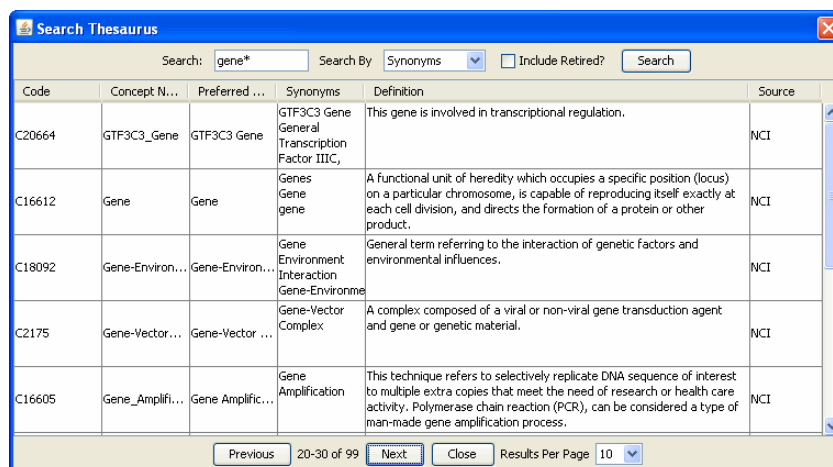 Search Thesaurus
Search: gene* Search By Synonyms Include Retired? Search
Code Concept N... Preferred ... Synonyms Definition Source
C20664 GTF3C3_Gene GTF3C3 Gene GTF3C3 Gene
General
Transcription
Factor IIIC, This gene is involved in transcriptional regulation. NCI
C16612 Gene Gene Genes
Gene
gene A functional unit of heredity which occupies a specific position (locus)
on a particular chromosome, is capable of reproducing itself exactly at
each cell division, and directs the formation of a protein or other
product. NCI
C18092 Gene-Environ... Gene-Environ... Gene
Environment
Interaction
Gene-Environme General term referring to the interaction of genetic factors and
environmental influences. NCI
C2175 Gene-Vector... Gene-Vector ... Gene-Vector
Complex A complex composed of a viral or non-viral gene transduction agent
and gene or genetic material. NCI
C16605 Gene_Amplifi... Gene Amplific... Gene
Amplification This technique refers to selectively replicate DNA sequence of interest
to multiple extra copies that meet the need of research or health care
activity. Polymerase chain reaction (PCR), can be considered a type of
man-made gene amplification process. NCI
Previous 20-30 of 99 Next Close Results Per Page 10